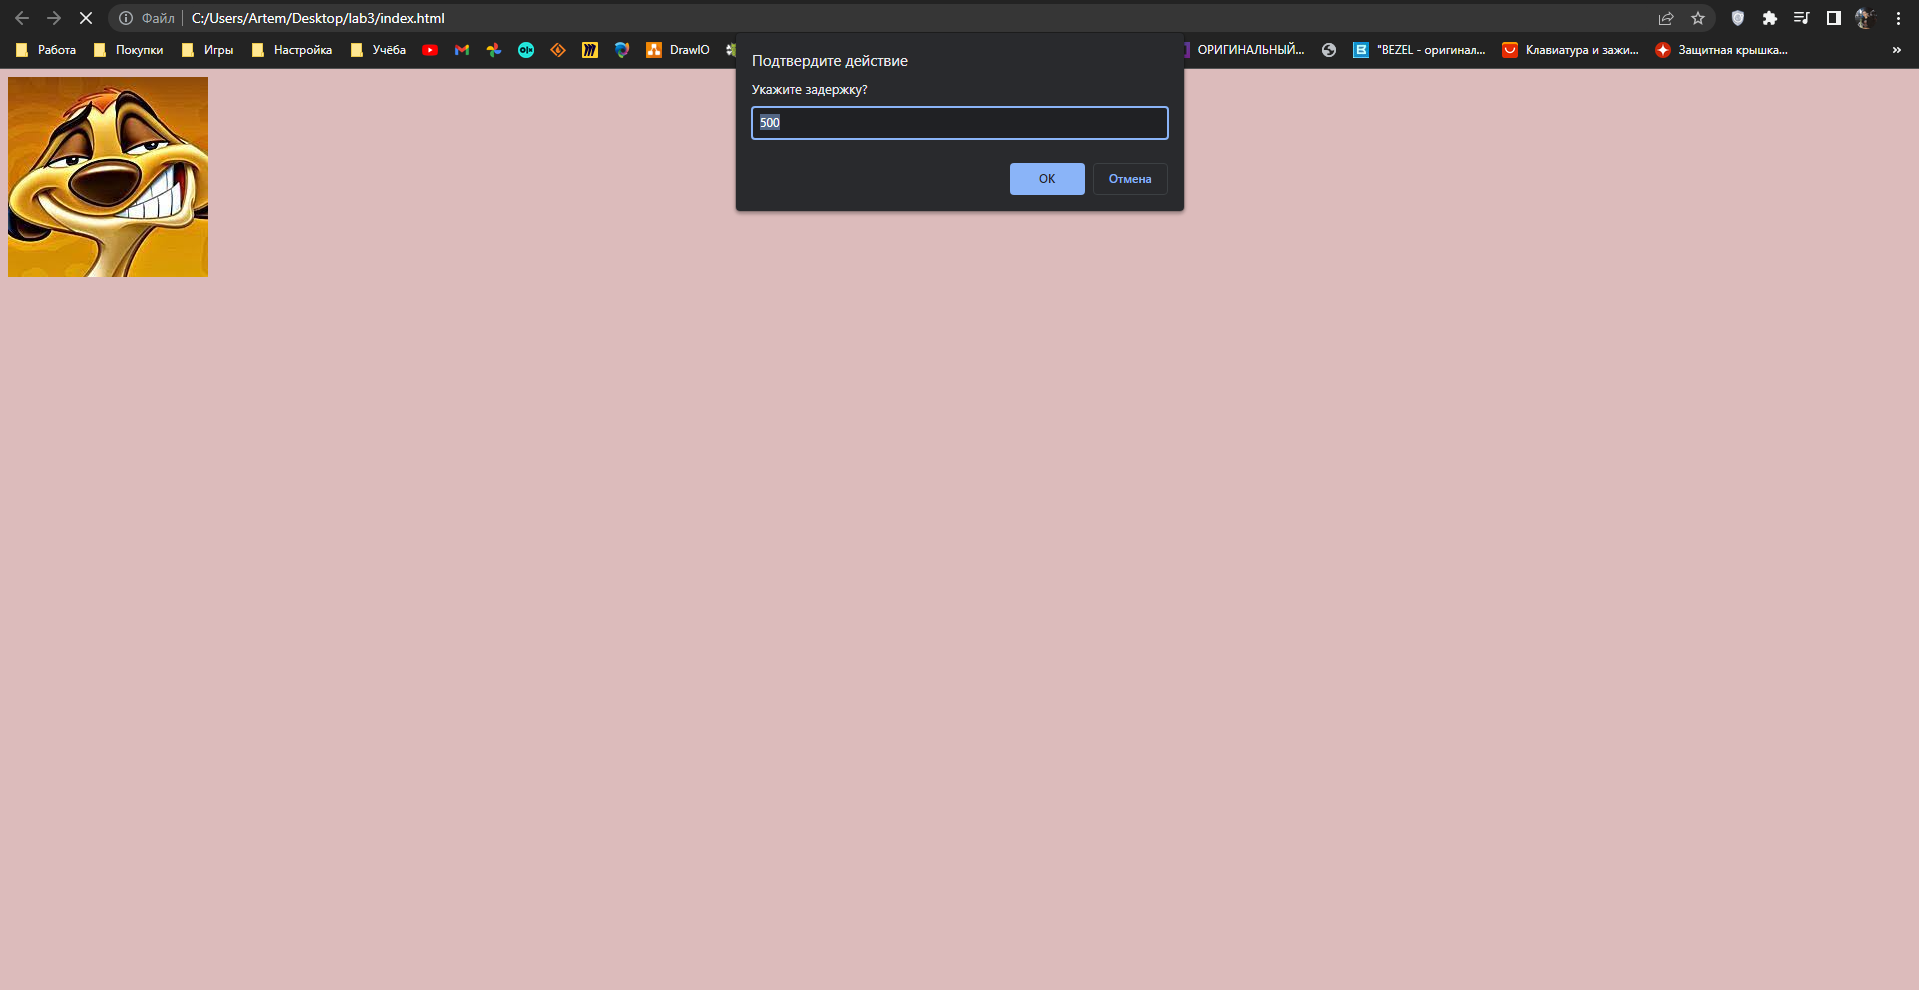 Файл C:/Users/Artem/Desktop/lab3/index.html
Работа Покупки Игры Настройка Учёба DrawIO ОРИГИНАЛЬНЫЙ... "BEZEL - оригинал... Клавиатура и зажи... Защитная крышка... »
Подтвердите действие
Укажите задержку?
500
ОК Отмена